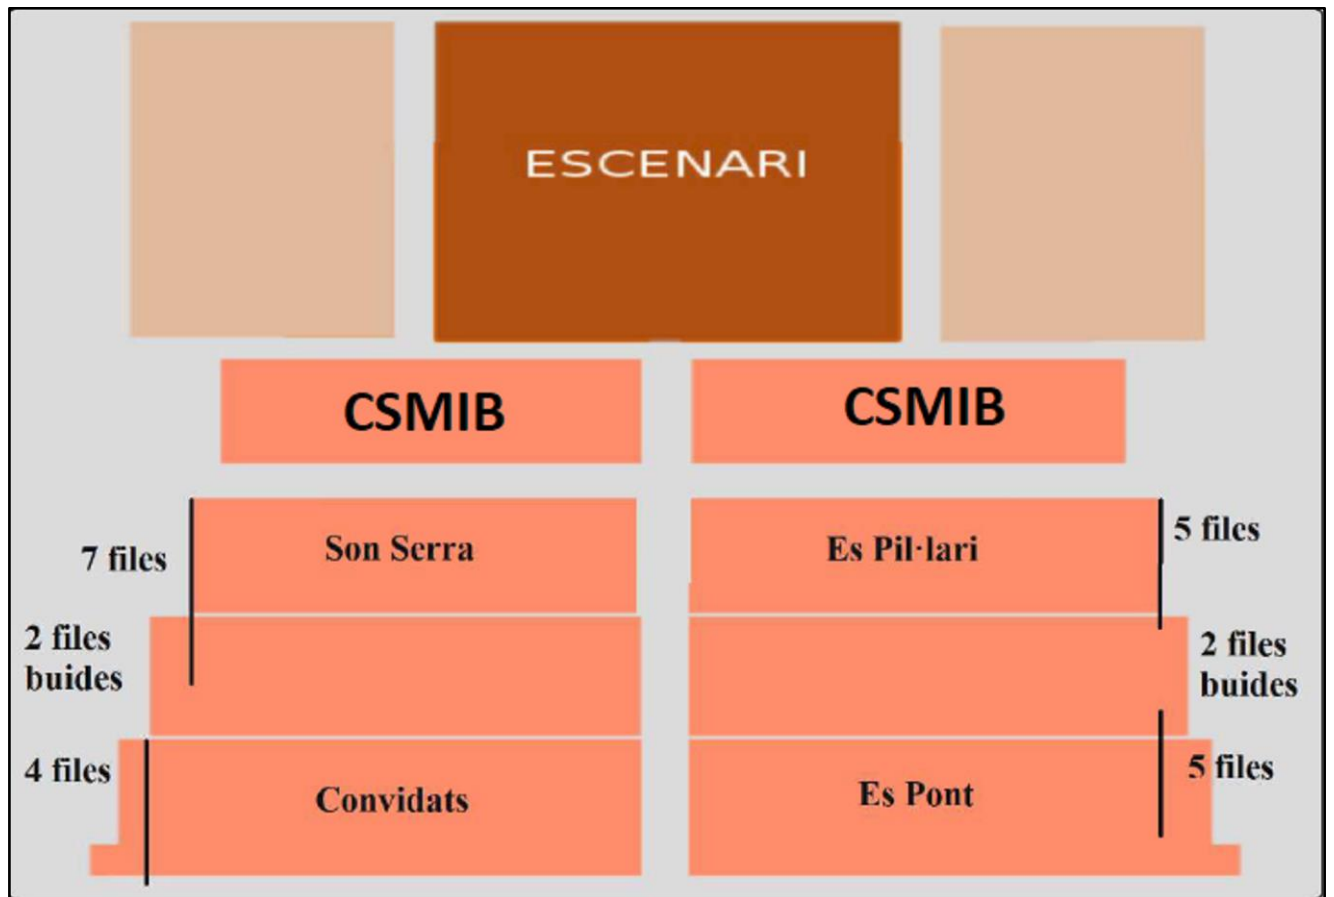 ESCENARI
CSMIB
CSMIB
7 files
Son Serra
Es Pil·lari
5 files
2 files
buides
2 files
buides
4 files
Convidats
Es Pont
5 files